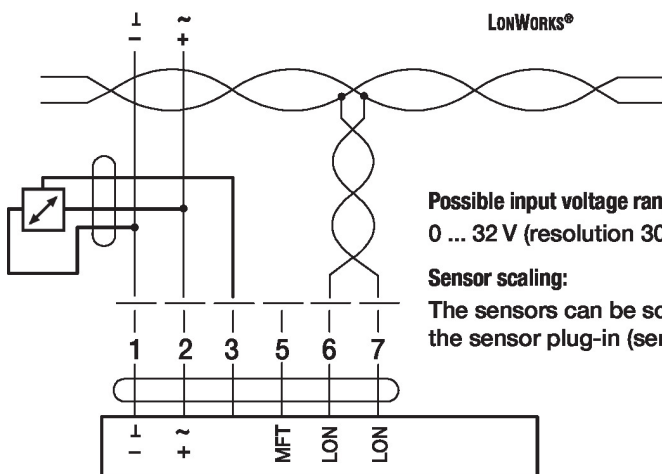 ⊥ ~
– +
LONWORKS®
Possible input voltage ran
0 ... 32 V (resolution 30
Sensor scaling:
The sensors can be sc
the sensor plug-in (sen
1 2 3 5 6 7
⊥ ~ MFT LON LON
– +